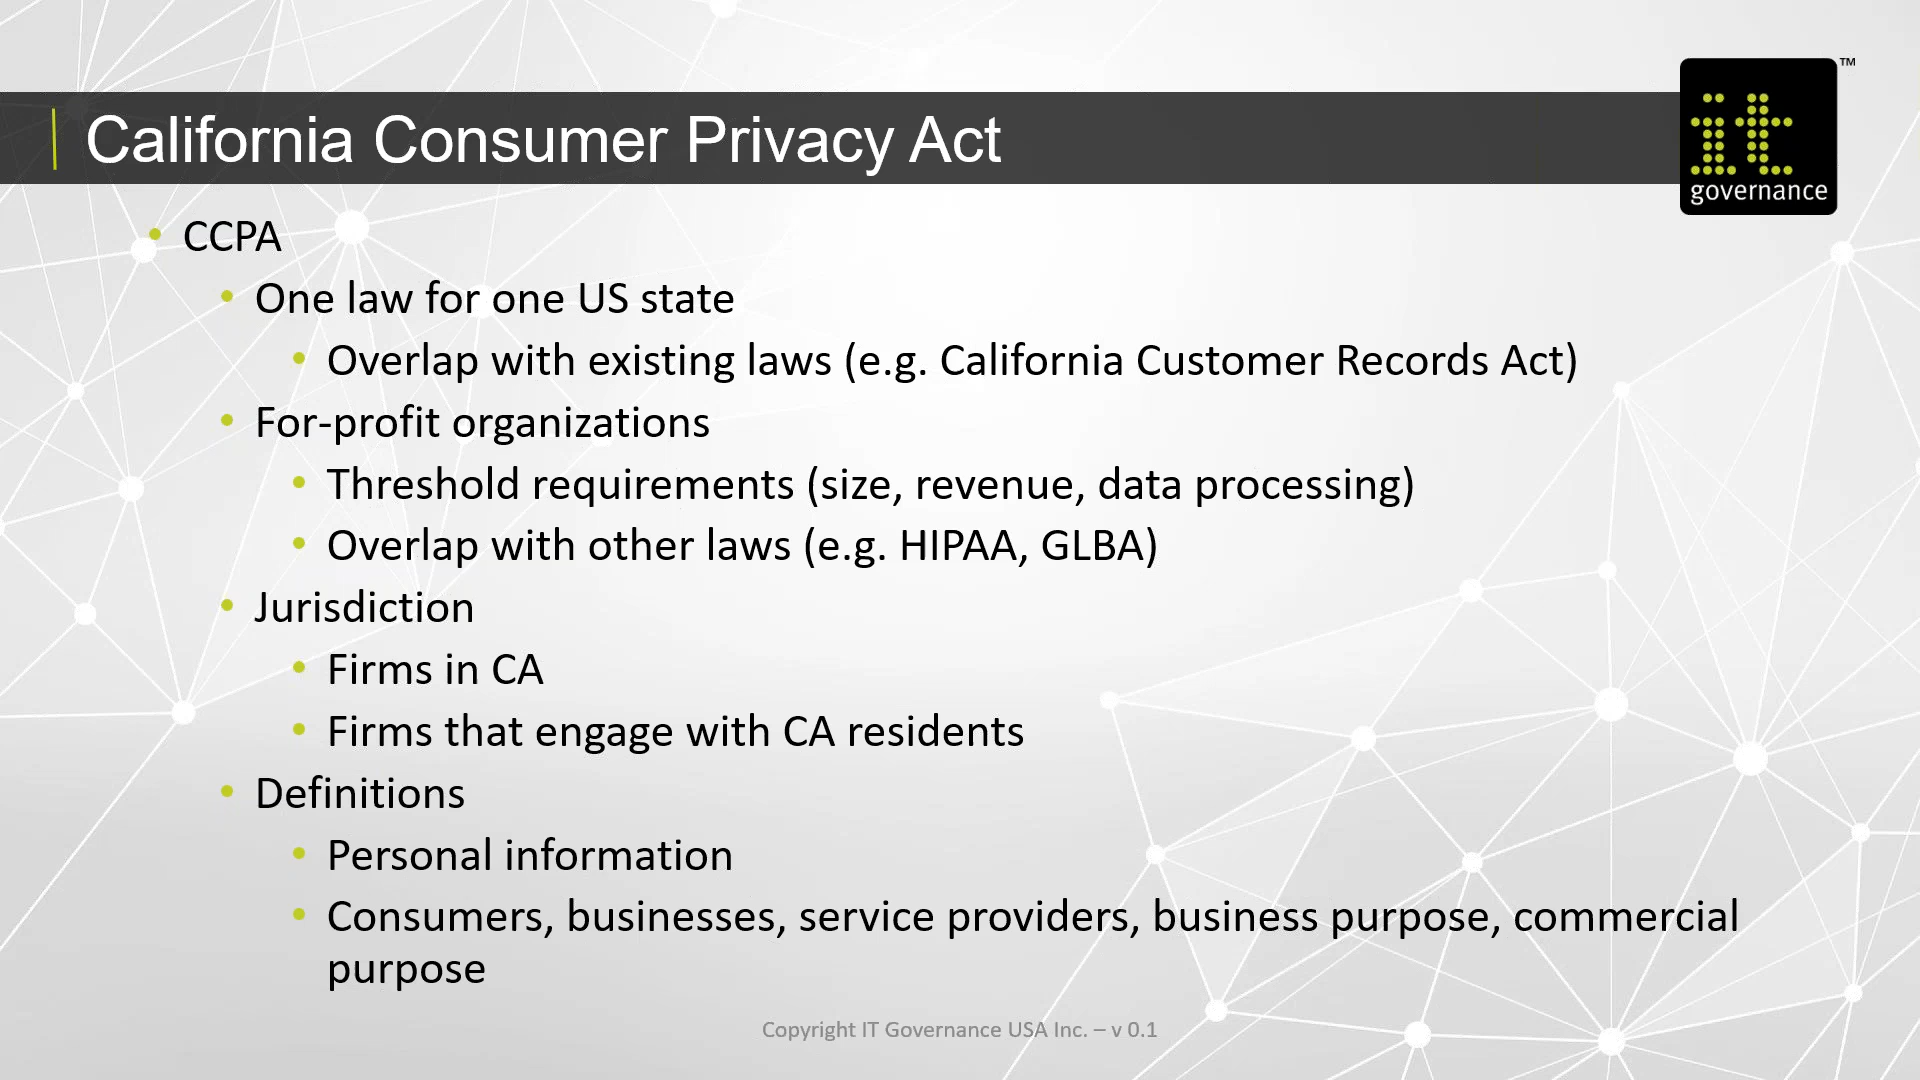 California Consumer Privacy Act
it
governance
TM
• CCPA
• One law for one US state
• Overlap with existing laws (e.g. California Customer Records Act)
• For-profit organizations
• Threshold requirements (size, revenue, data processing)
• Overlap with other laws (e.g. HIPAA, GLBA)
• Jurisdiction
• Firms in CA
• Firms that engage with CA residents
• Definitions
• Personal information
• Consumers, businesses, service providers, business purpose, commercial
purpose
Copyright IT Governance USA Inc. – v 0.1